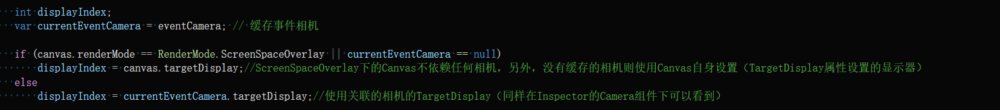 int displayIndex;
var currentEventCamera = eventCamera; // 缓存事件相机
if (canvas.renderMode == RenderMode.ScreenSpaceOverlay || currentEventCamera == null)
displayIndex = canvas.targetDisplay;//ScreenSpaceOverlay下的Canvas不依赖任何相机，另外，没有缓存的相机则使用Canvas自身设置（TargetDisplay属性设置的显示器）
else
displayIndex = currentEventCamera.targetDisplay;//使用关联的相机的TargetDisplay（同样在Inspector的Camera组件下可以看到）